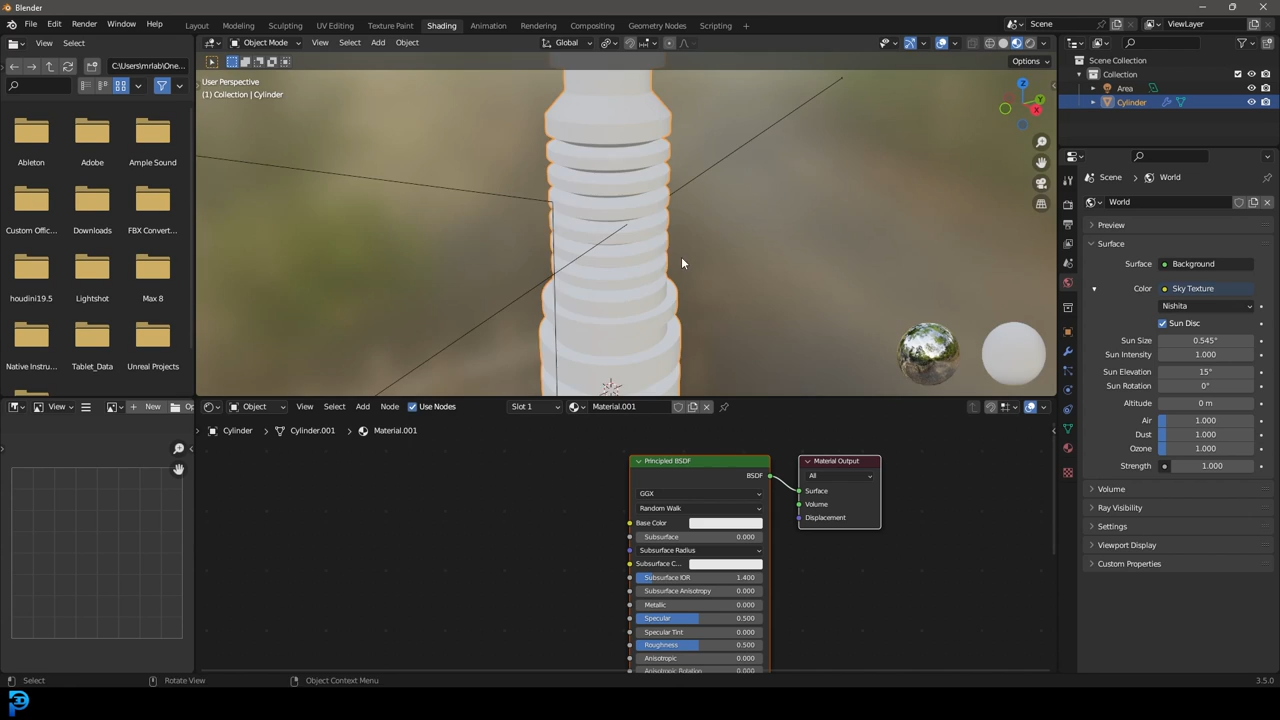 Blender
File Edit Render Window Help Layout Modeling Sculpting UV Editing Texture Paint Shading Animation Rendering Compositing Geometry Nodes Scripting Scene ViewLayer
View Select Object Mode View Select Add Object Global
C:\Users\mrlab\One...
Options
Ableton Adobe Ample Sound
Custom Offic... Downloads FBX Convert...
houdini19.5 Lightshot Max 8
Native Instru... Tablet_Data Unreal Projects
User Perspective
(1) Collection | Cylinder
Z
Y
X
Scene Collection
Collection
Area
Cylinder
Scene > World
World
Preview
Surface
Surface Background
Color Sky Texture
Nishita
Sun Disc
Sun Size 0.545°
Sun Intensity 1.000
Sun Elevation 15°
Sun Rotation 0°
Altitude 0 m
Air 1.000
Dust 1.000
Ozone 1.000
Strength 1.000
Volume
Ray Visibility
Settings
Viewport Display
Custom Properties
View New Op
Object View Select Add Node Use Nodes Slot 1 Material.001
Cylinder > Cylinder.001 > Material.001
Principled BSDF
BSDF
GGX
Random Walk
Base Color
Subsurface 0.000
Subsurface Radius
Subsurface C...
Subsurface IOR 1.400
Subsurface Anisotropy 0.000
Metallic 0.000
Specular 0.500
Specular Tint 0.000
Roughness 0.500
Anisotropic 0.000
Anisotropic Rotation 0.000
Material Output
All
Surface
Volume
Displacement
Select Rotate View Object Context Menu 3.5.0